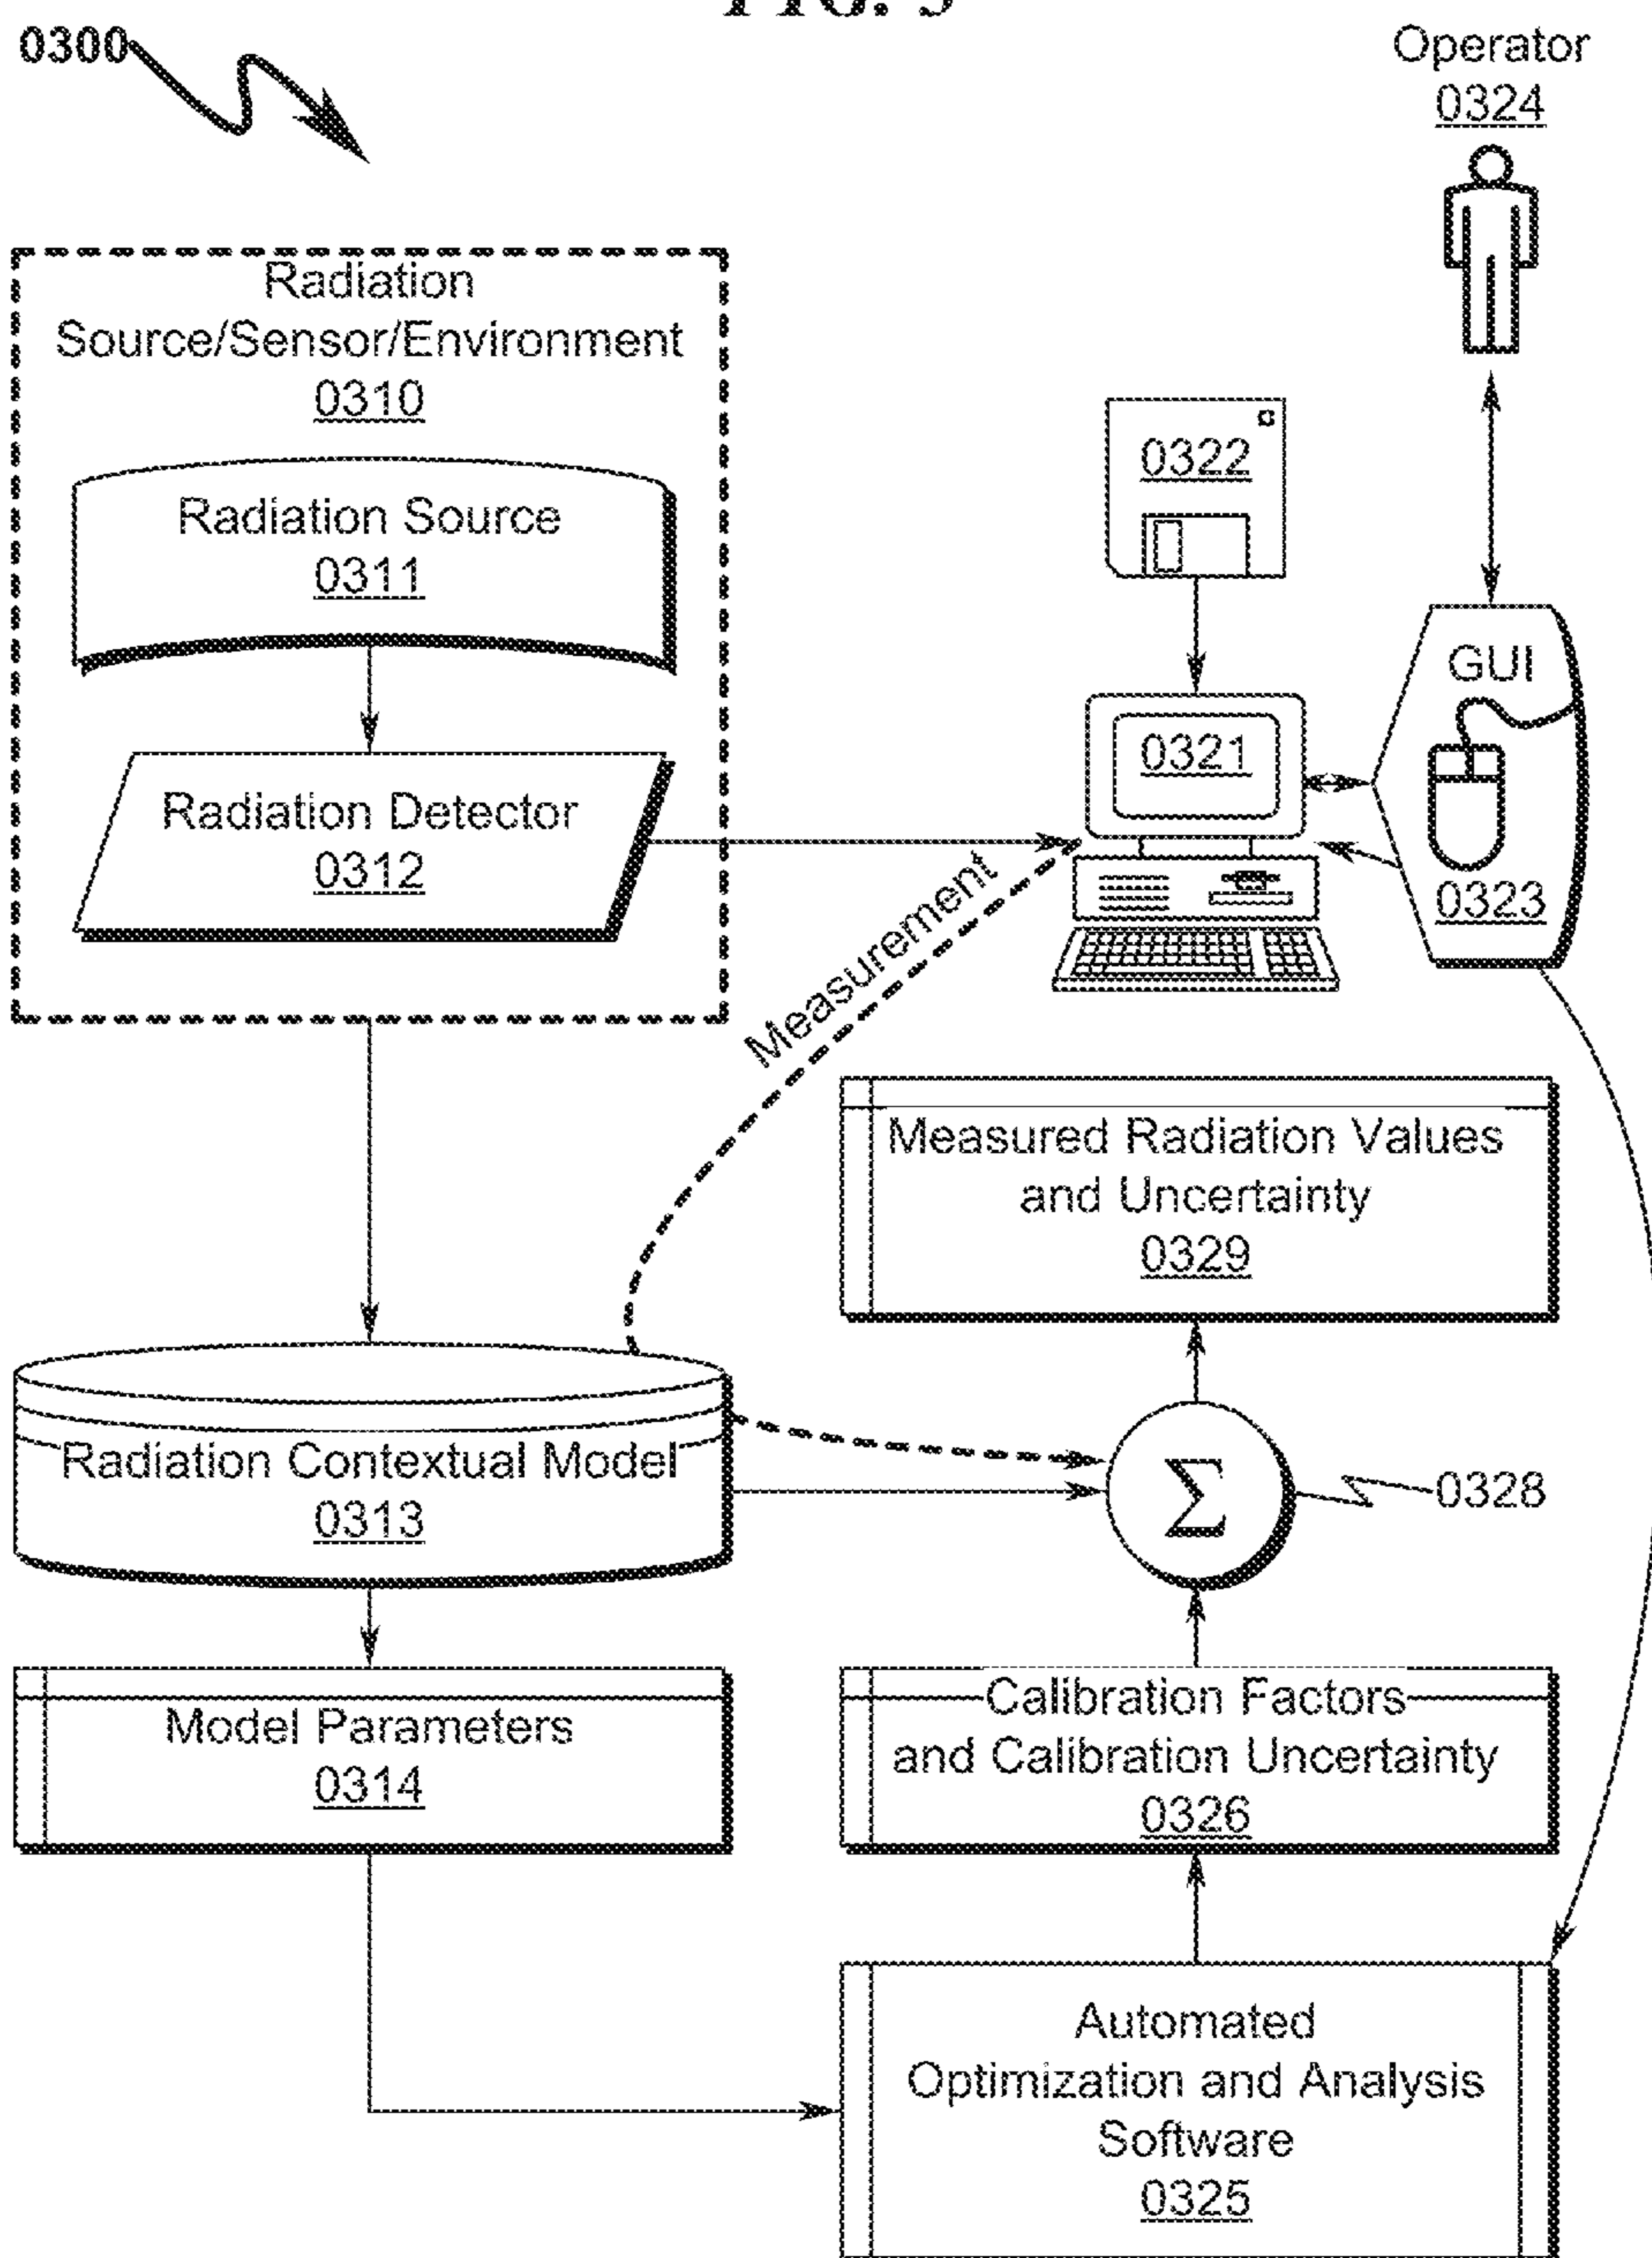 FIG. 3
0300
Operator
0324
Radiation
Source/Sensor/Environment
0310
Radiation Source
0311
Radiation Detector
0312
0322
0321
GUI
0323
Measurement
Measured Radiation Values
and Uncertainty
0329
Radiation Contextual Model
0313
Σ
0328
Model Parameters
0314
Calibration Factors
and Calibration Uncertainty
0326
Automated
Optimization and Analysis
Software
0325